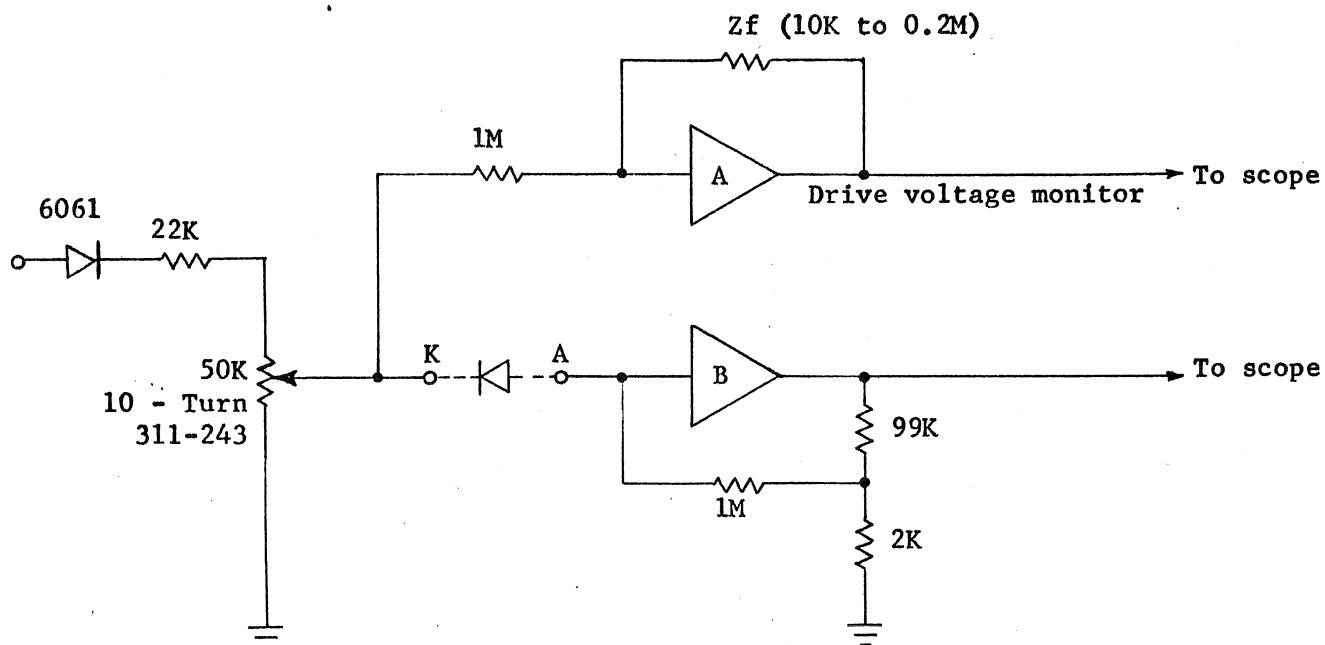 Zf (10K to 0.2M)
1M
A
Drive voltage monitor
To scope
6061
22K
50K
10 - Turn
311-243
K
A
B
To scope
99K
1M
2K